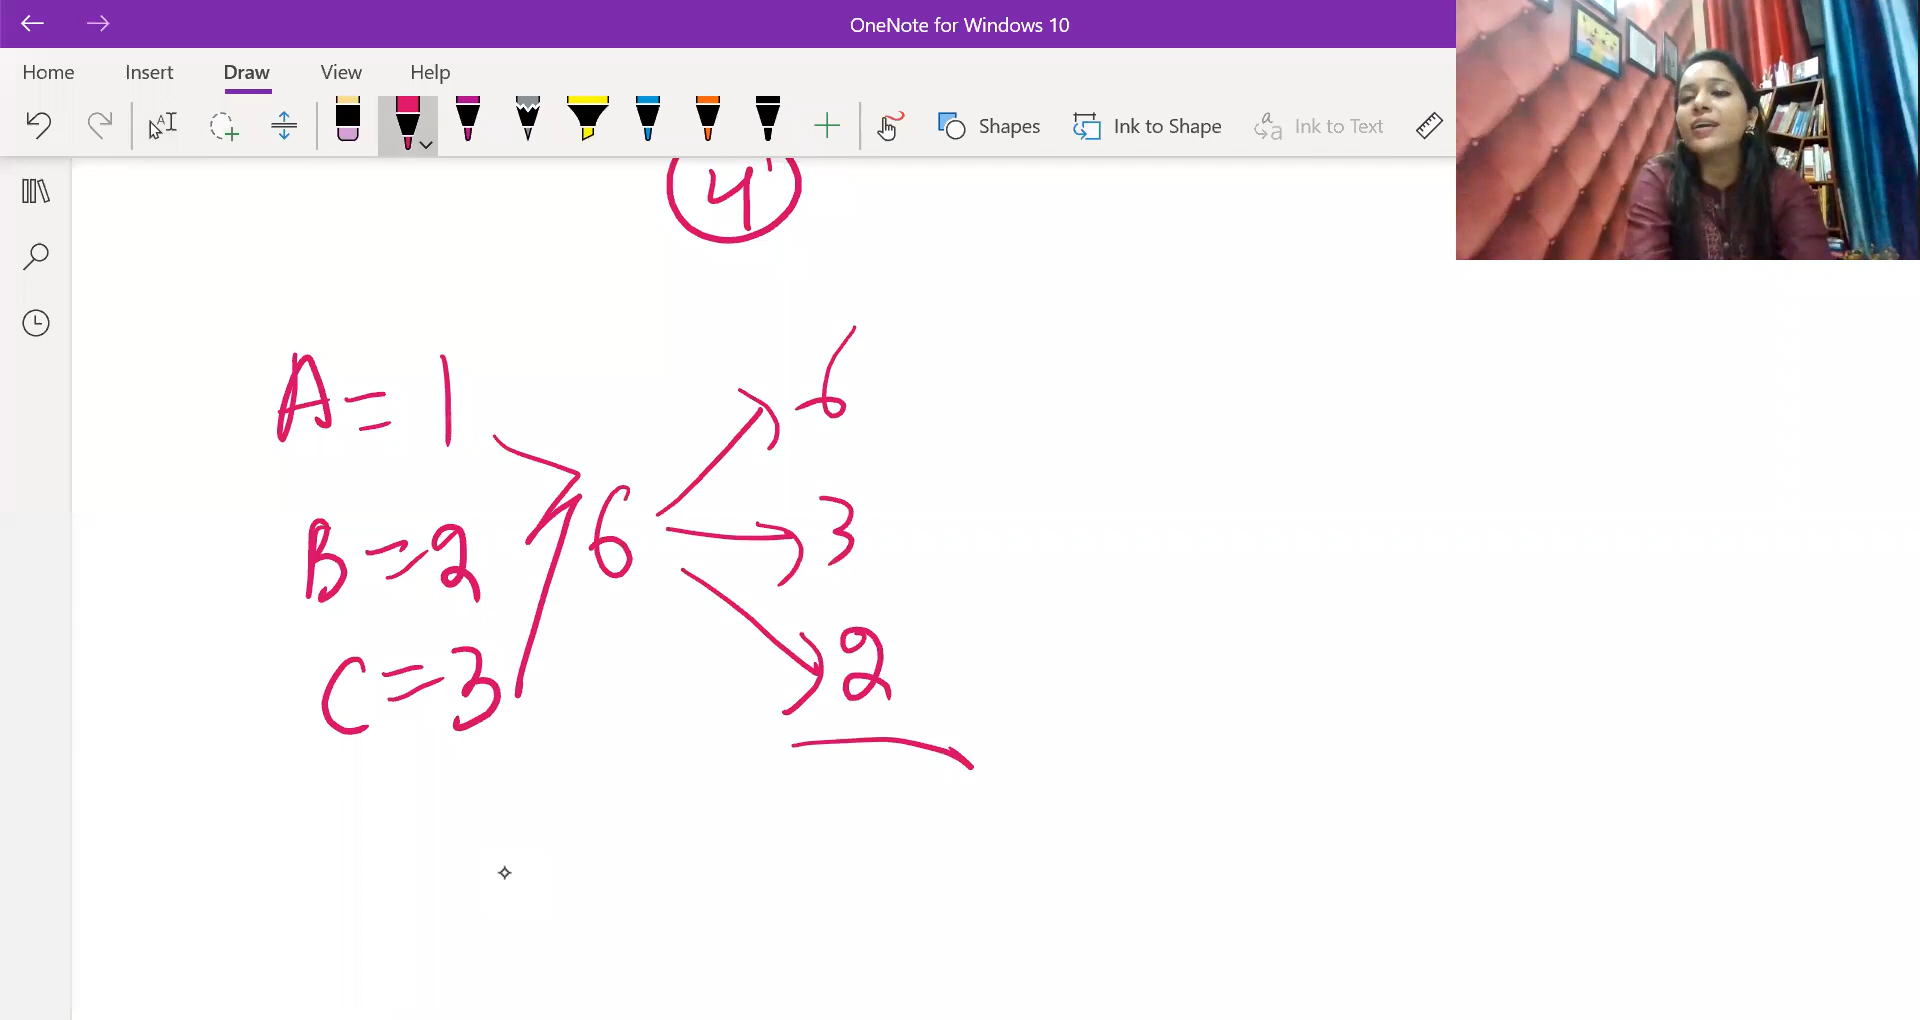 OneNote for Windows 10
Home Insert Draw View Help
Shapes Ink to Shape Ink to Text
4
A = 1
6
B = 2
6
3
C = 3
2